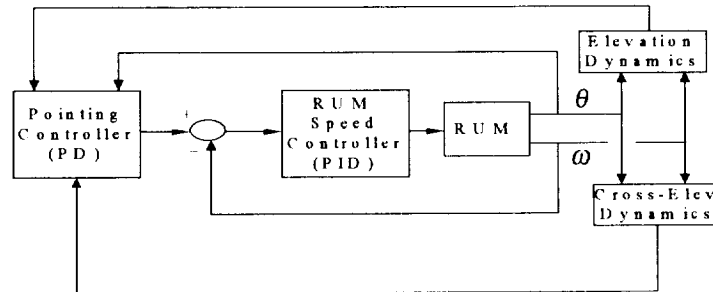 Elevation
Dynamics
Pointing
Controller
(PD)
+
−
RUM
Speed
Controller
(PID)
RUM
θ
ω
Cross-Elev
Dynamics